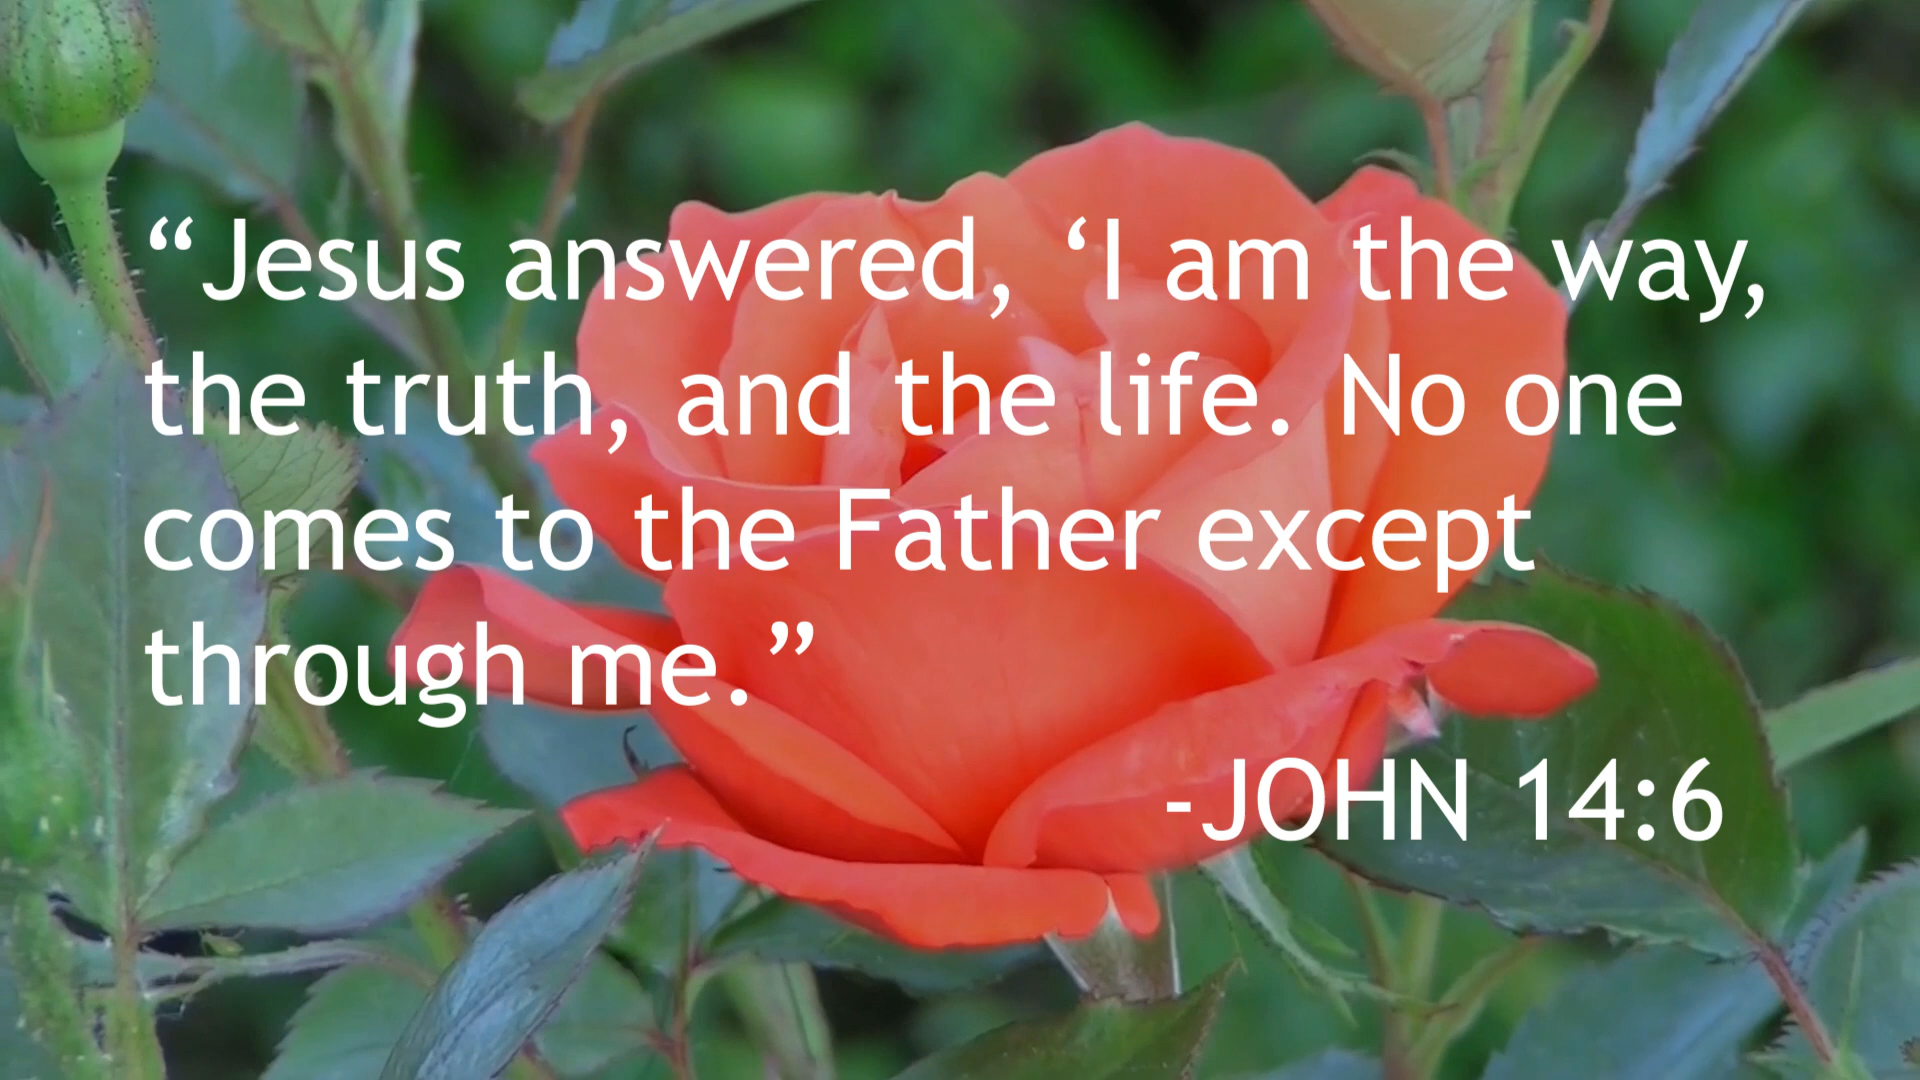 “Jesus answered, ‘I am the way,
the truth, and the life. No one
comes to the Father except
through me.”
-JOHN 14:6